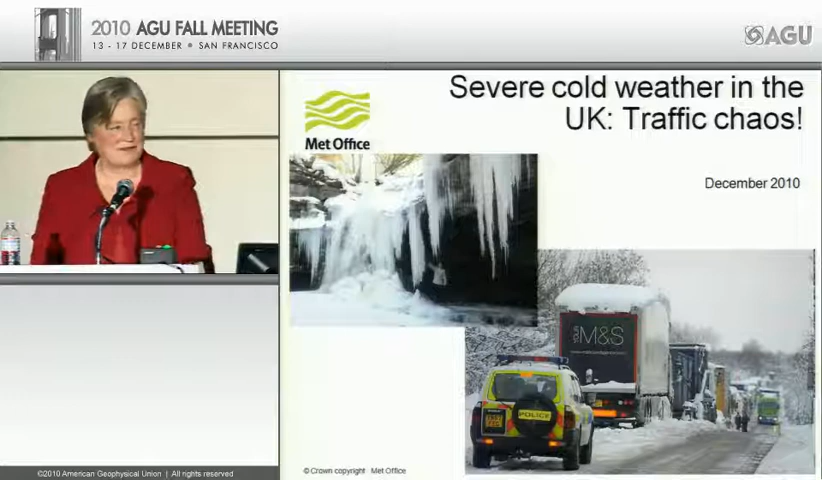 2010 AGU FALL MEETING
13 - 17 DECEMBER • SAN FRANCISCO
AGU
Severe cold weather in the
UK: Traffic chaos!
Met Office
December 2010
YOUR M&S
POLICE
© Crown copyright Met Office
©2010 American Geophysical Union | All rights reserved